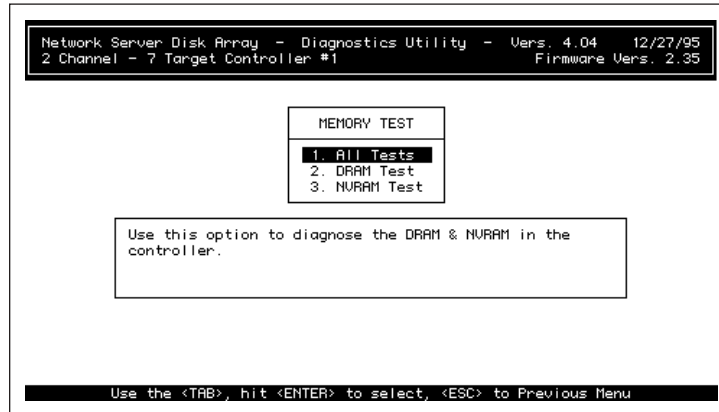 Network Server Disk Array - Diagnostics Utility - Vers. 4.04 12/27/95
2 Channel - 7 Target Controller #1 Firmware Vers. 2.35
MEMORY TEST
1. All Tests
2. DRAM Test
3. NVRAM Test
Use this option to diagnose the DRAM & NVRAM in the
controller.
Use the <TAB>, hit <ENTER> to select, <ESC> to Previous Menu